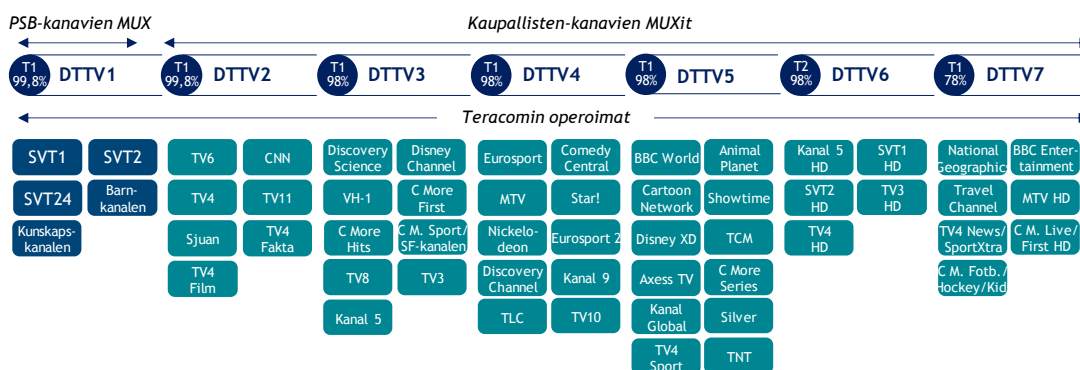 PSB-kanavien MUX
Kaupallisten-kanavien MUXit
T1
99,8%
DTTV1
T1
99,8%
DTTV2
T1
98%
DTTV3
T1
98%
DTTV4
T1
98%
DTTV5
T2
98%
DTTV6
T1
78%
DTTV7
Teracomin operoimat
SVT1
SVT2
SVT24
Barn-
kanalen
Kunskaps-
kanalen
TV6
CNN
TV4
TV11
Sjuan
TV4
Fakta
TV4
Film
Discovery
Science
Disney
Channel
VH-1
C More
First
C More
Hits
C M. Sport/
SF-kanalen
TV8
TV3
Kanal 5
Eurosport
Comedy
Central
MTV
Star!
Nickelo-
deon
Eurosport 2
Discovery
Channel
Kanal 9
TLC
TV10
BBC World
Animal
Planet
Cartoon
Network
Showtime
Disney XD
TCM
Axess TV
C More
Series
Kanal
Global
Silver
TV4
Sport
TNT
Kanal 5
HD
SVT1
HD
SVT2
HD
TV3
HD
TV4
HD
National
Geographic
BBC Enter-
tainment
Travel
Channel
MTV HD
TV4 News/
SportXtra
C M. Live/
First HD
C M. Fotb./
Hockey/Kids